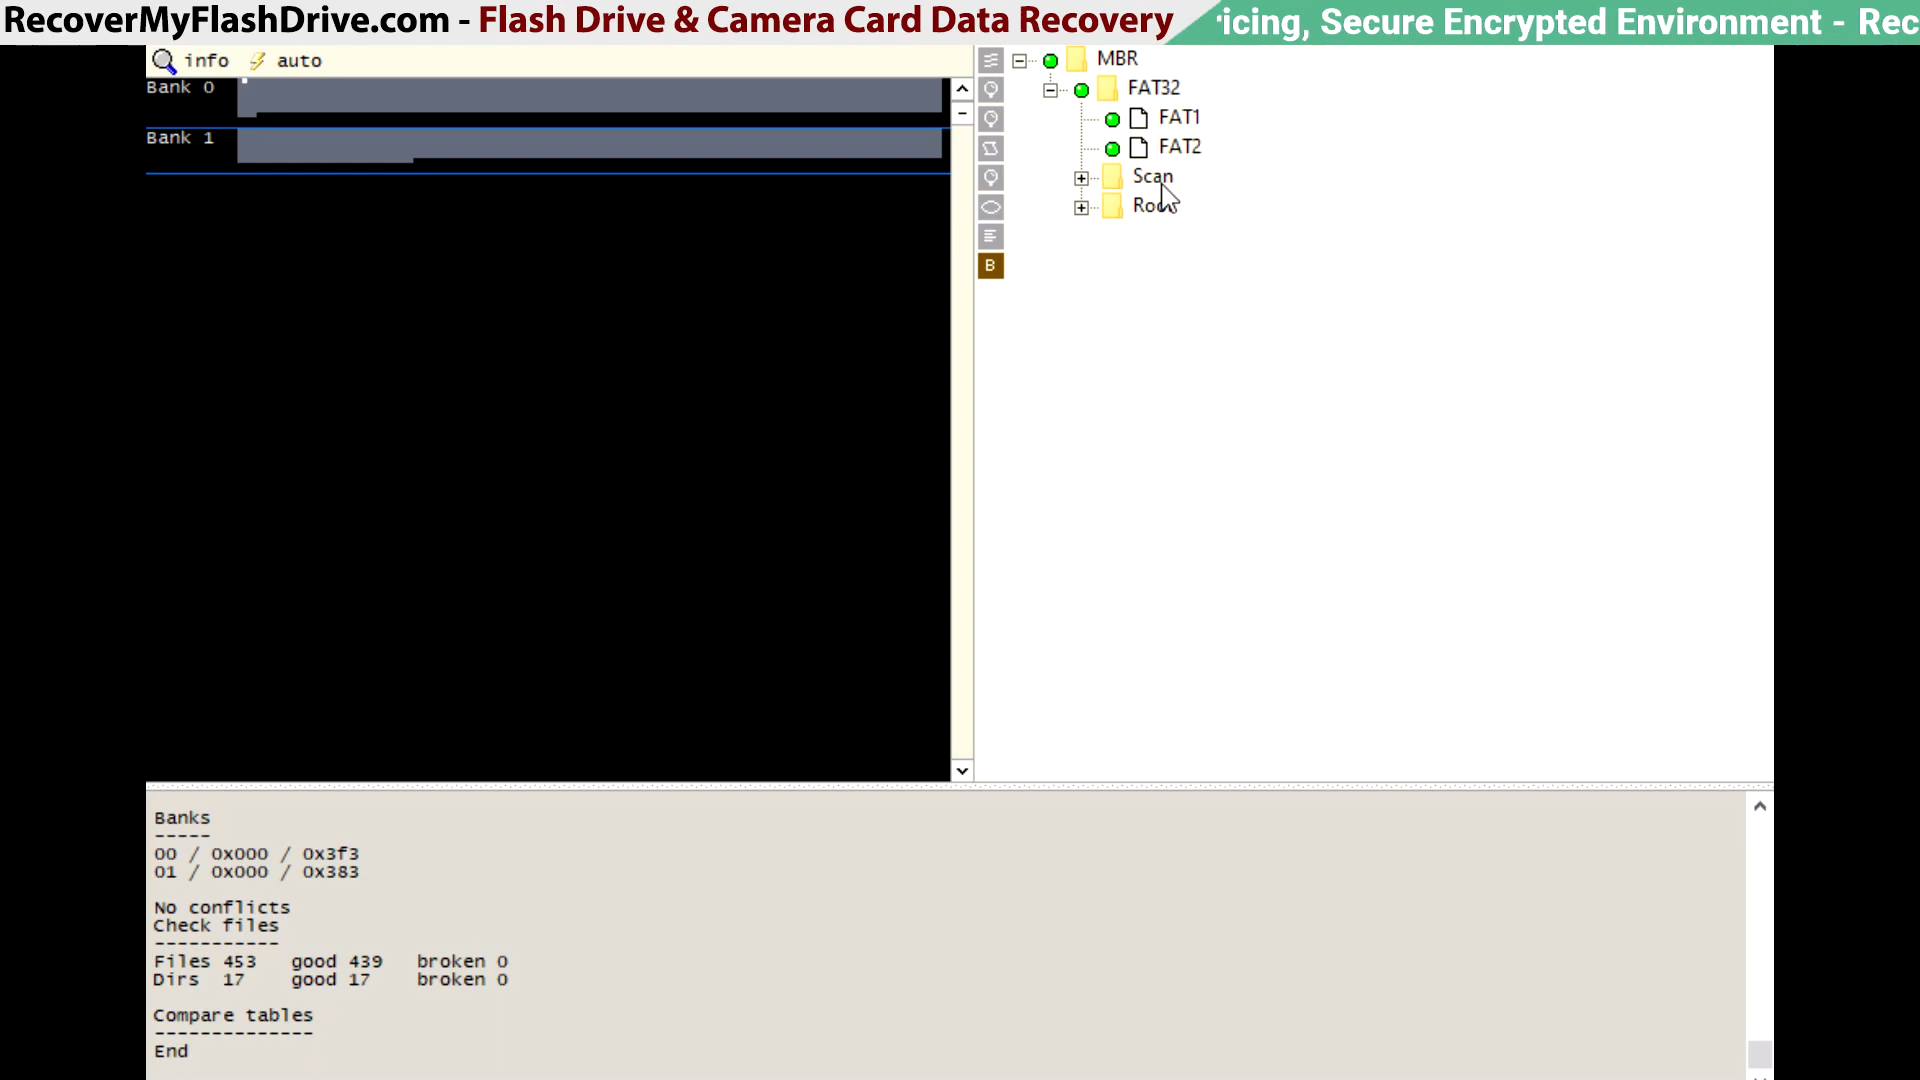 RecoverMyFlashDrive.com - Flash Drive & Camera Card Data Recovery
icing, Secure Encrypted Environment - Rec
info auto
Bank 0
Bank 1
MBR
FAT32
FAT1
FAT2
Scan
B
Banks
-----
00 / 0x000 / 0x3f3
01 / 0x000 / 0x383
No conflicts
Check files
-----------
Files 453 good 439 broken 0
Dirs 17 good 17 broken 0
Compare tables
--------------
End